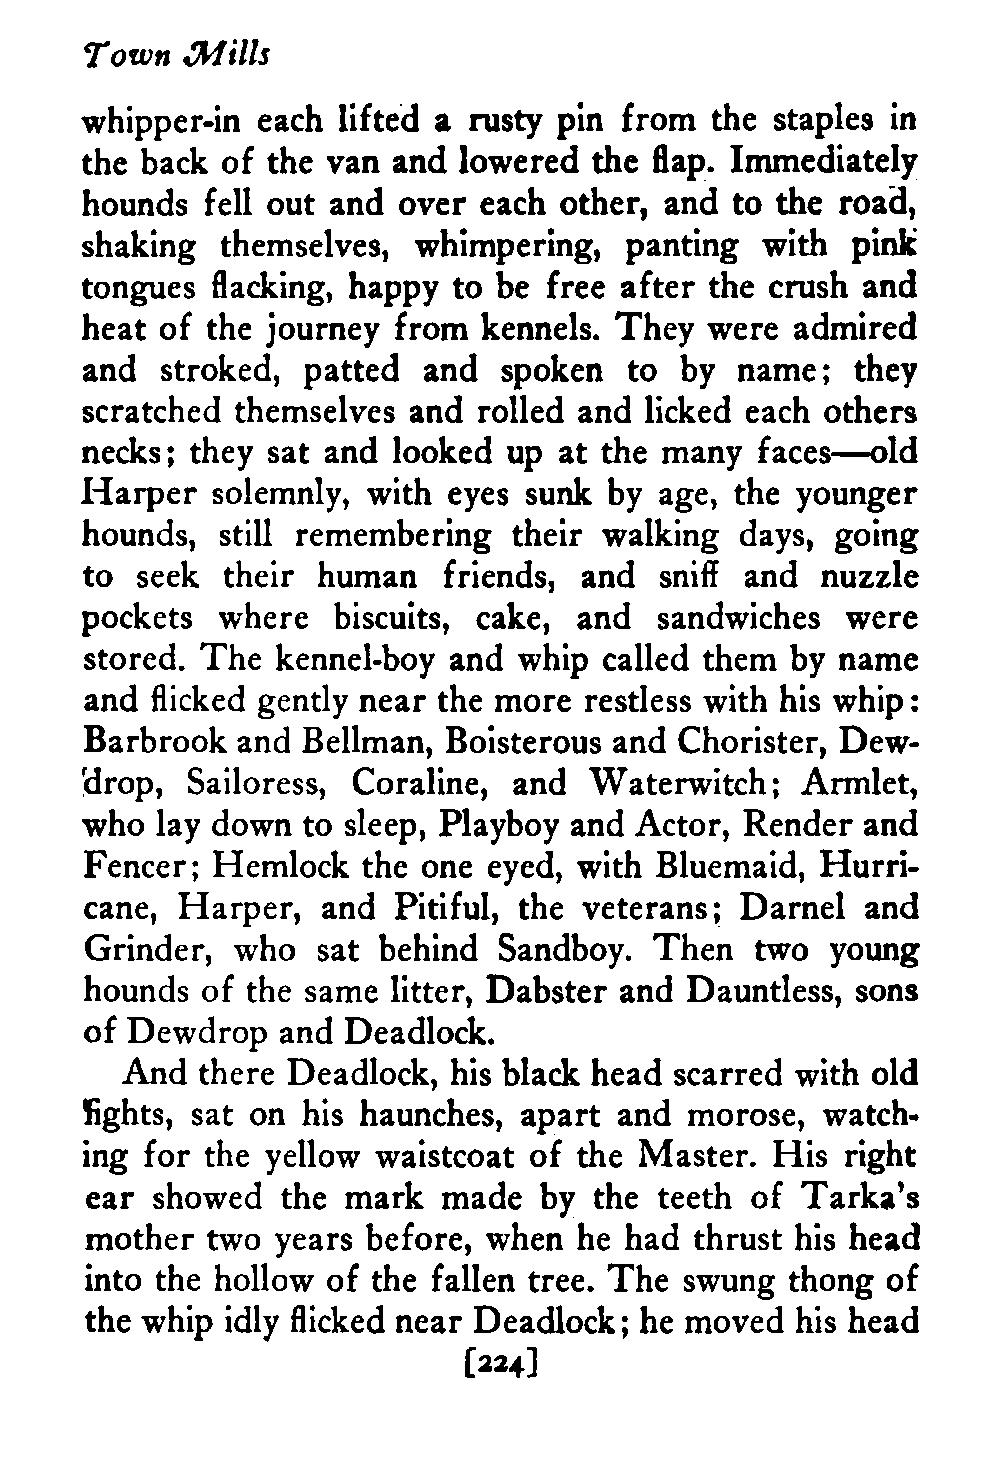 Town Mills
whipper-in each lifted a rusty pin from the staples in
the back of the van and lowered the flap. Immediately
hounds fell out and over each other, and to the road,
shaking themselves, whimpering, panting with pink
tongues flacking, happy to be free after the crush and
heat of the journey from kennels. They were admired
and stroked, patted and spoken to by name; they
scratched themselves and rolled and licked each others
necks; they sat and looked up at the many faces—old
Harper solemnly, with eyes sunk by age, the younger
hounds, still remembering their walking days, going
to seek their human friends, and sniff and nuzzle
pockets where biscuits, cake, and sandwiches were
stored. The kennel-boy and whip called them by name
and flicked gently near the more restless with his whip:
Barbrook and Bellman, Boisterous and Chorister, Dew-
drop, Sailoress, Coraline, and Waterwitch; Armlet,
who lay down to sleep, Playboy and Actor, Render and
Fencer; Hemlock the one eyed, with Bluemaid, Hurri-
cane, Harper, and Pitiful, the veterans; Darnel and
Grinder, who sat behind Sandboy. Then two young
hounds of the same litter, Dabster and Dauntless, sons
of Dewdrop and Deadlock.
And there Deadlock, his black head scarred with old
fights, sat on his haunches, apart and morose, watch-
ing for the yellow waistcoat of the Master. His right
ear showed the mark made by the teeth of Tarka's
mother two years before, when he had thrust his head
into the hollow of the fallen tree. The swung thong of
the whip idly flicked near Deadlock; he moved his head
[224]